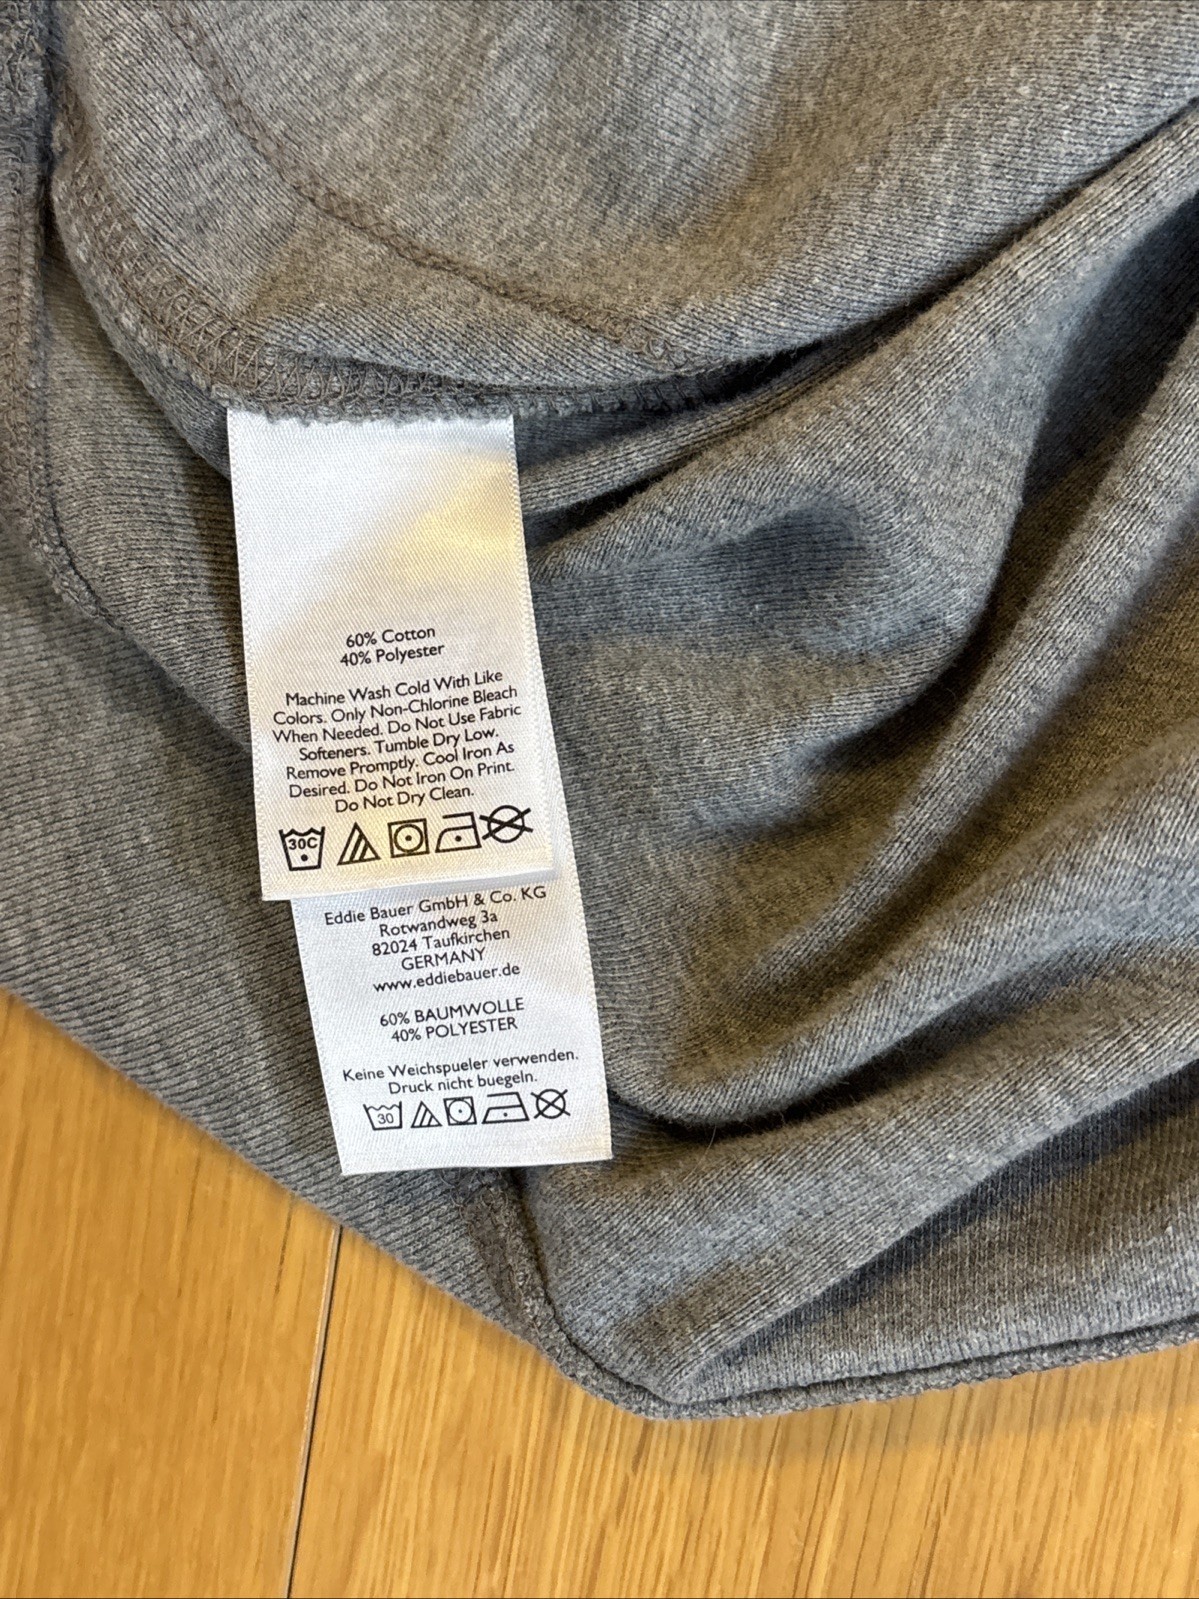 60% Cotton
40% Polyester
Machine Wash Cold With Like
Colors. Only Non-Chlorine Bleach
When Needed. Do Not Use Fabric
Softeners. Tumble Dry Low.
Remove Promptly. Cool Iron As
Desired. Do Not Iron On Print.
Do Not Dry Clean.
30C
Eddie Bauer GmbH & Co. KG
Rotwandweg 3a
82024 Taufkirchen
GERMANY
www.eddiebauer.de
60% BAUMWOLLE
40% POLYESTER
Keine Weichspueler verwenden.
Druck nicht buegeln.
30